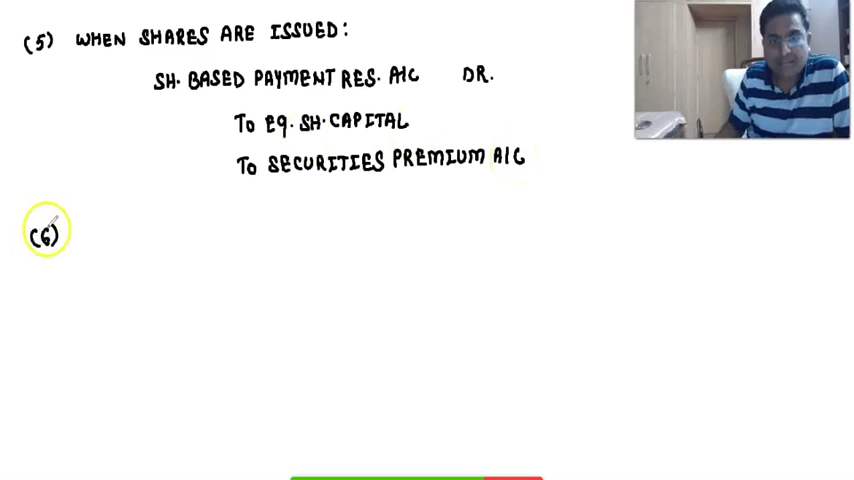 (5) WHEN SHARES ARE ISSUED:
SH. BASED PAYMENT RES. A/C DR.
TO EQ. SH. CAPITAL
TO SECURITIES PREMIUM A/C
(6)